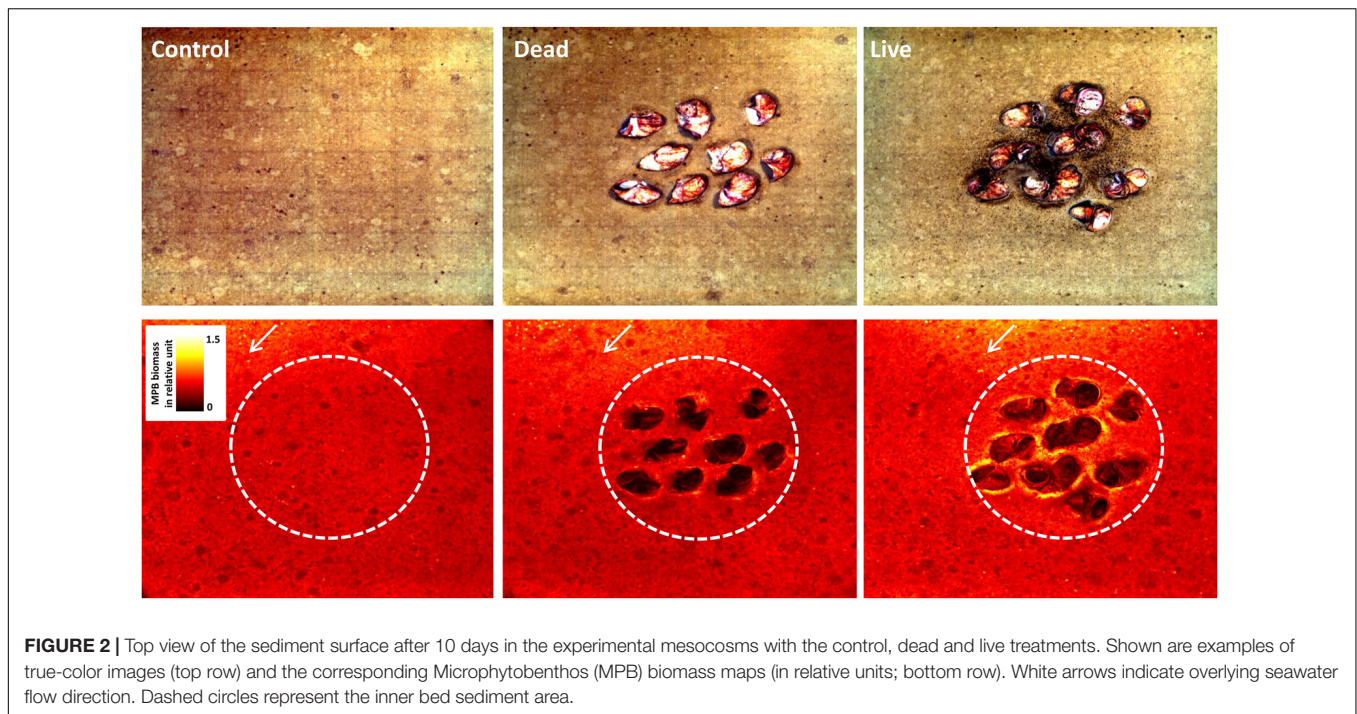 Control
Dead
Live
MPB biomass
in relative unit
1.5
0
FIGURE 2 | Top view of the sediment surface after 10 days in the experimental mesocosms with the control, dead and live treatments. Shown are examples of
true-color images (top row) and the corresponding Microphytobenthos (MPB) biomass maps (in relative units; bottom row). White arrows indicate overlying seawater
flow direction. Dashed circles represent the inner bed sediment area.